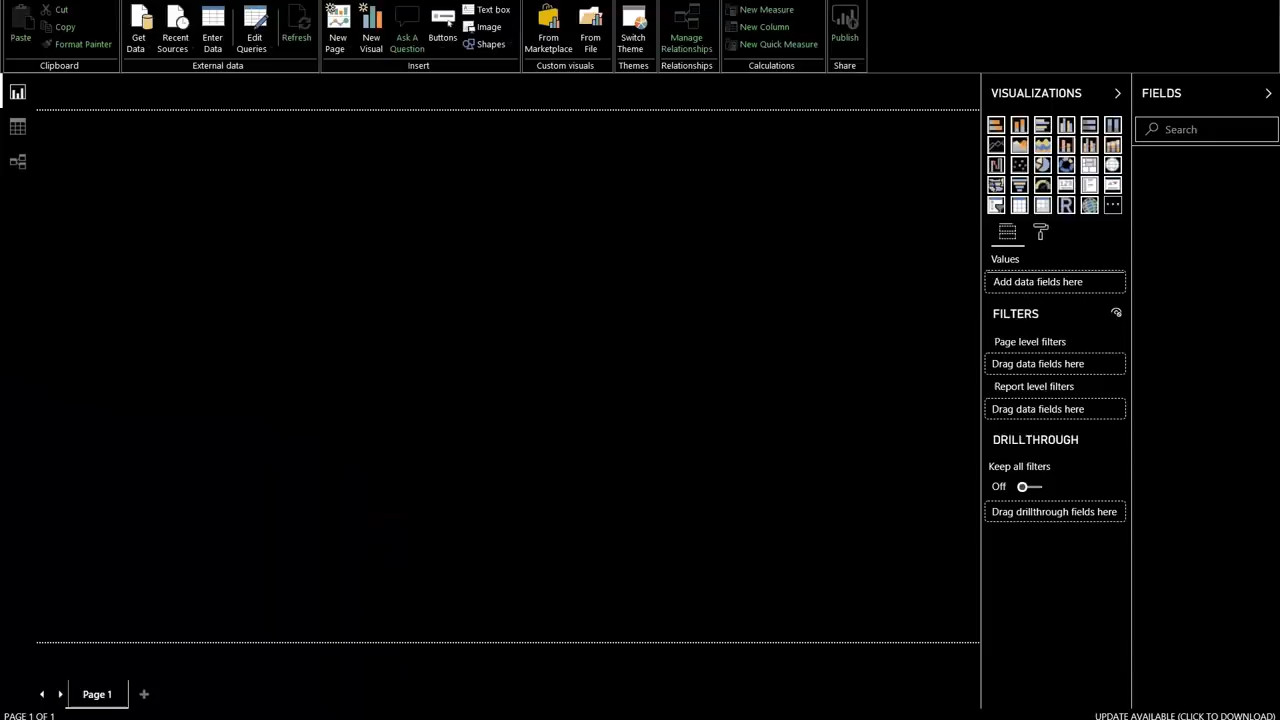 Paste
Cut
Copy
Format Painter
Clipboard
Get Data
Recent Sources
Enter Data
Edit Queries
Refresh
External data
New Page
New Visual
Ask A Question
Buttons
Text box
Image
Shapes
Insert
From Marketplace
From File
Custom visuals
Switch Theme
Themes
Manage Relationships
Relationships
New Measure
New Column
New Quick Measure
Calculations
Publish
Share
VISUALIZATIONS
R
Values
Add data fields here
FILTERS
Page level filters
Drag data fields here
Report level filters
Drag data fields here
DRILLTHROUGH
Keep all filters
Off
Drag drillthrough fields here
FIELDS
Search
Page 1
PAGE 1 OF 1
UPDATE AVAILABLE (CLICK TO DOWNLOAD)